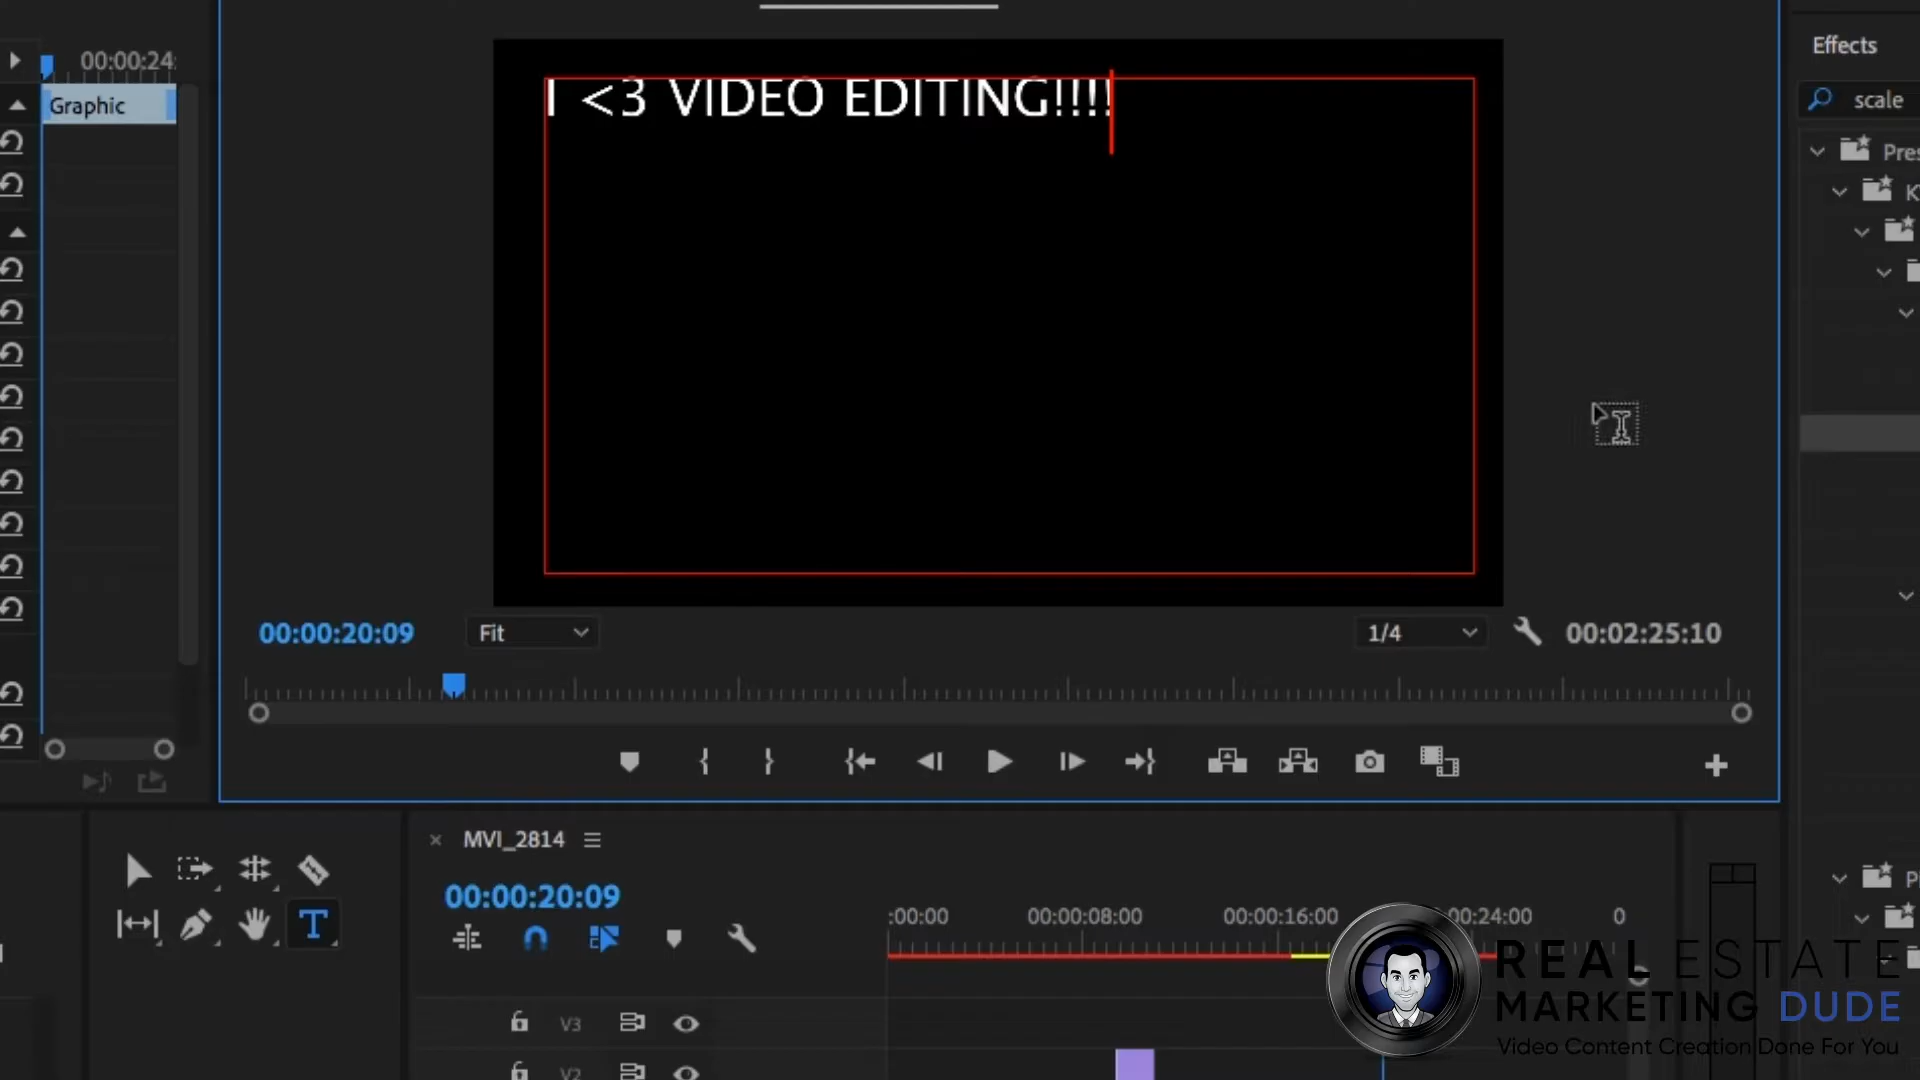 00:00:24:
Graphic
I <3 VIDEO EDITING!!!!
00:00:20:09
Fit
1/4
00:02:25:10
Effects
scale
MVI_2814
00:00:20:09
:00:00
00:00:08:00
00:00:16:00
00:24:00
0
V3
V2
REAL ESTATE
MARKETING DUDE
Video Content Creation Done For You